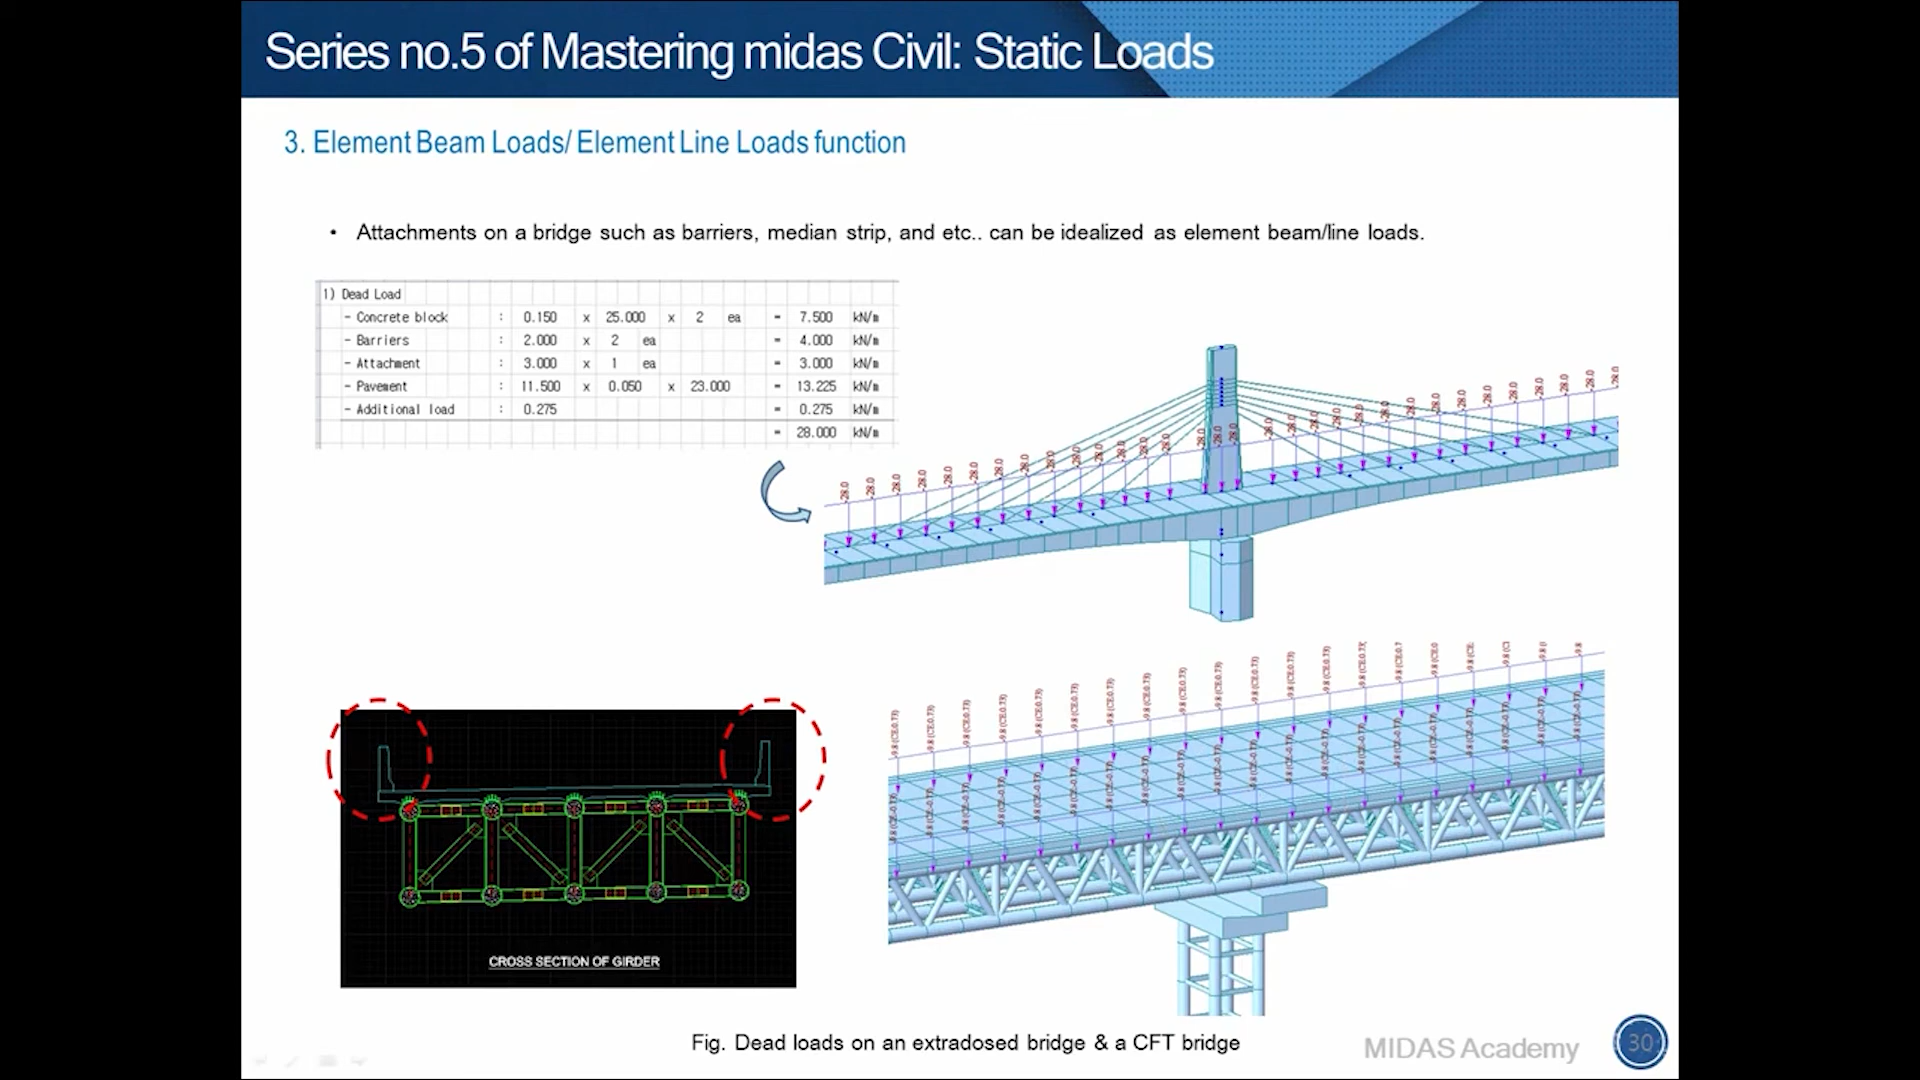 Series no.5 of Mastering midas Civil: Static Loads
3. Element Beam Loads/ Element Line Loads function
• Attachments on a bridge such as barriers, median strip, and etc.. can be idealized as element beam/line loads.
1) Dead Load
- Concrete block : 0.150 x 25.000 x 2 ea = 7.500 kN/m
- Barriers : 2.000 x 2 ea = 4.000 kN/m
- Attachment : 3.000 x 1 ea = 3.000 kN/m
- Pavement : 11.500 x 0.050 x 23.000 = 13.225 kN/m
- Additional load : 0.275 = 0.275 kN/m
= 28.000 kN/m
CROSS SECTION OF GIRDER
Fig. Dead loads on an extradosed bridge & a CFT bridge
MIDAS Academy
30